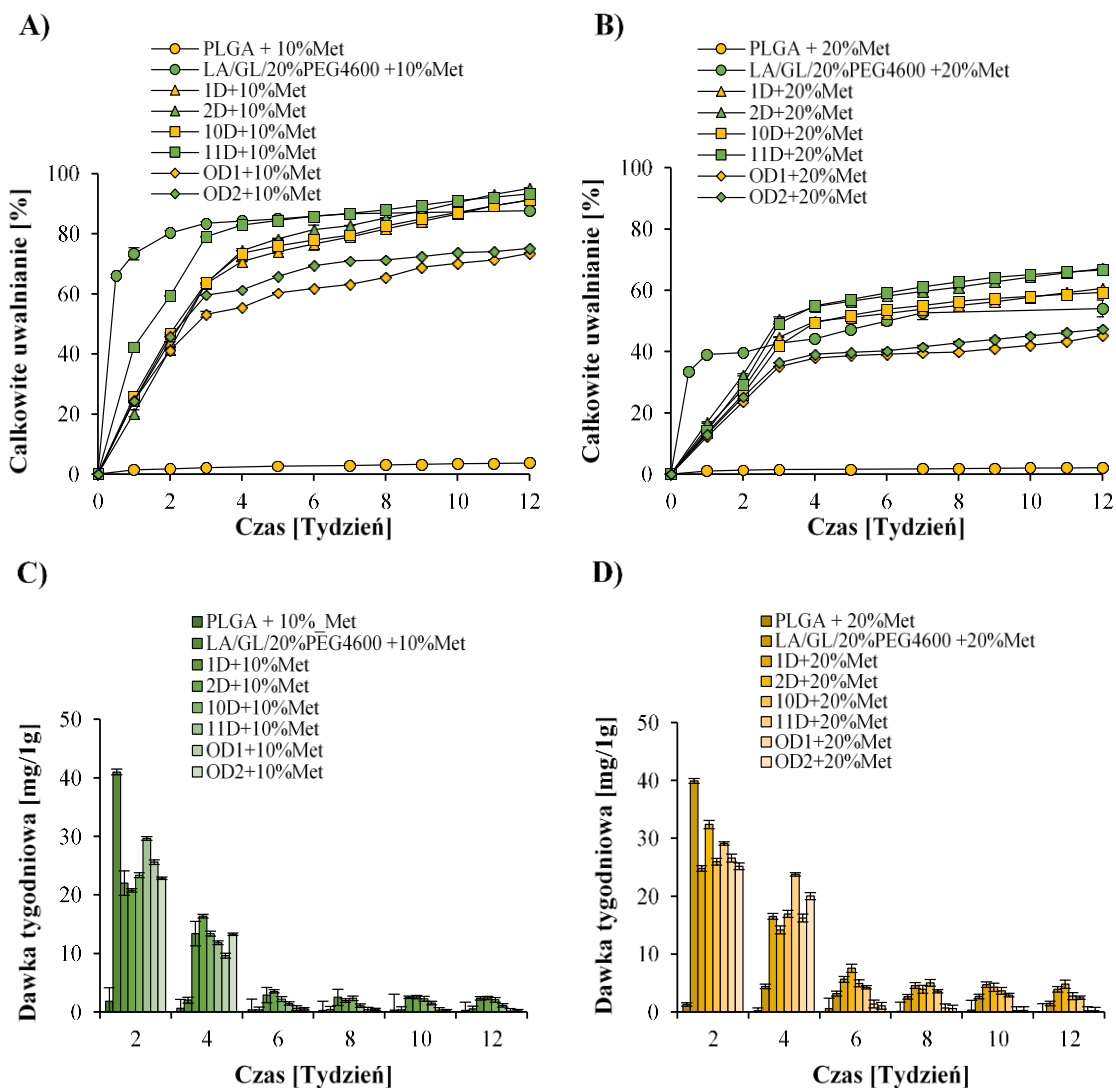 A)
PLGA + 10%Met
LA/GL/20%PEG4600 +10%Met
1D+10%Met
2D+10%Met
10D+10%Met
11D+10%Met
OD1+10%Met
OD2+10%Met
100
80
60
40
20
0
0 2 4 6 8 10 12
Całkowite uwalnianie [%]
Czas [Tydzień]
B)
PLGA + 20%Met
LA/GL/20%PEG4600 +20%Met
1D+20%Met
2D+20%Met
10D+20%Met
11D+20%Met
OD1+20%Met
OD2+20%Met
100
80
60
40
20
0
0 2 4 6 8 10 12
Całkowite uwalnianie [%]
Czas [Tydzień]
C)
PLGA + 10%_Met
LA/GL/20%PEG4600 +10%Met
1D+10%Met
2D+10%Met
10D+10%Met
11D+10%Met
OD1+10%Met
OD2+10%Met
50
40
30
20
10
0
2 4 6 8 10 12
Dawka tygodniowa [mg/1g]
Czas [Tydzień]
D)
PLGA + 20%Met
LA/GL/20%PEG4600 +20%Met
1D+20%Met
2D+20%Met
10D+20%Met
11D+20%Met
OD1+20%Met
OD2+20%Met
50
40
30
20
10
0
2 4 6 8 10 12
Dawka tygodniowa [mg/1g]
Czas [Tydzień]